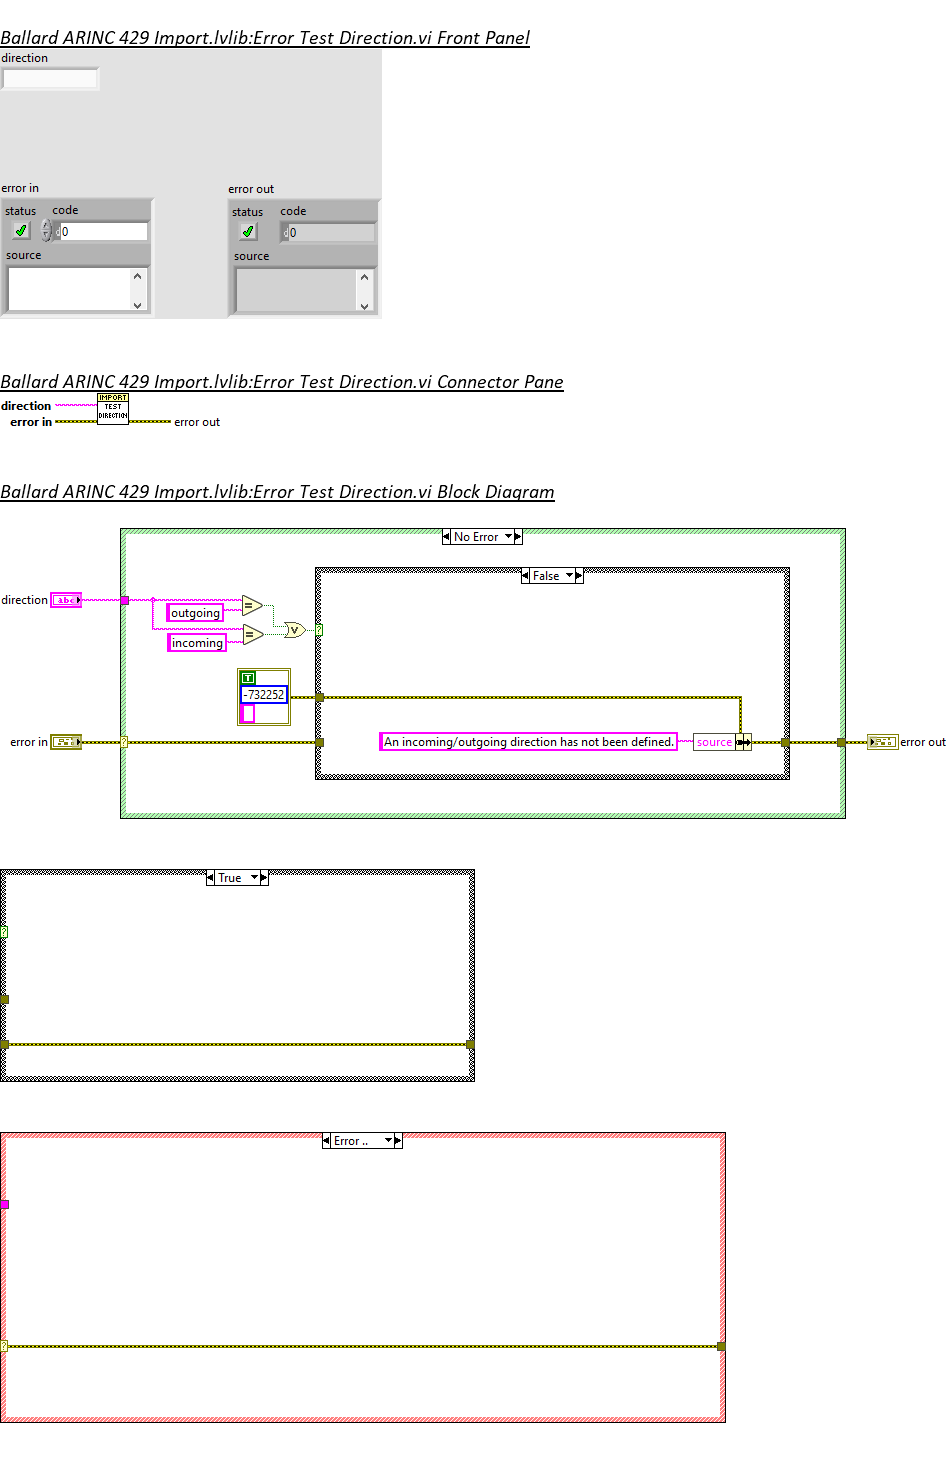 Ballard ARINC 429 Import.lvlib:Error Test Direction.vi Front Panel
direction
error in
error out
status code
status code
0
0
source
source
Ballard ARINC 429 Import.lvlib:Error Test Direction.vi Connector Pane
IMPORT
direction
TEST
DIRECTION
error in
error out
Ballard ARINC 429 Import.lvlib:Error Test Direction.vi Block Diagram
No Error
False
direction
abc
outgoing
=
incoming
=
V
?
T
-732252
error in
?
An incoming/outgoing direction has not been defined.
source
error out
True
?
Error ..
?